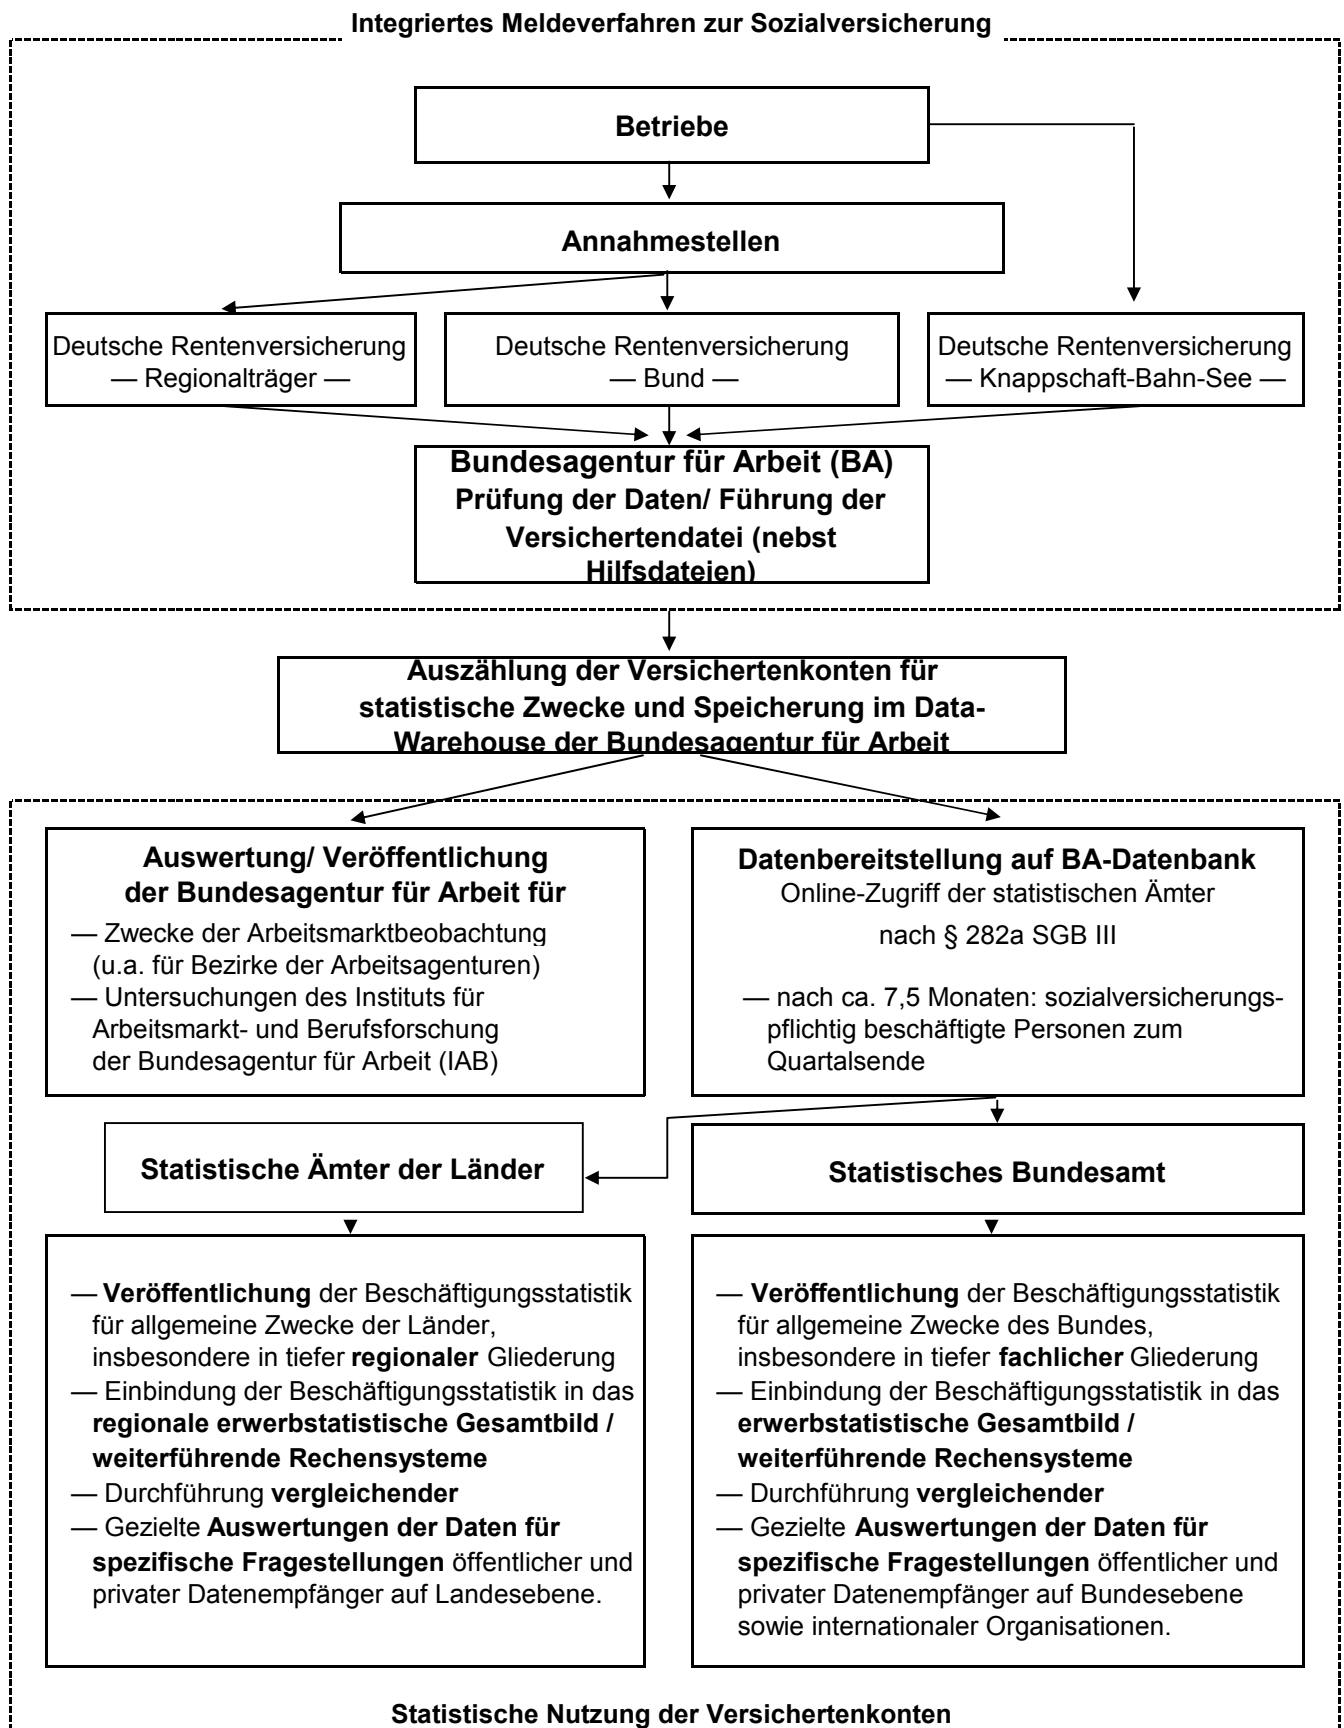 Integriertes Meldeverfahren zur Sozialversicherung
Betriebe
Annahmestellen
Deutsche Rentenversicherung
— Regionalträger —
Deutsche Rentenversicherung
— Bund —
Deutsche Rentenversicherung
— Knappschaft-Bahn-See —
Bundesagentur für Arbeit (BA)
Prüfung der Daten/ Führung der
Versichertendatei (nebst
Hilfsdateien)
Auszählung der Versichertenkonten für
statistische Zwecke und Speicherung im Data-
Warehouse der Bundesagentur für Arbeit
Auswertung/ Veröffentlichung
der Bundesagentur für Arbeit für
— Zwecke der Arbeitsmarktbeobachtung
(u.a. für Bezirke der Arbeitsagenturen)
— Untersuchungen des Instituts für
Arbeitsmarkt- und Berufsforschung
der Bundesagentur für Arbeit (IAB)
Datenbereitstellung auf BA-Datenbank
Online-Zugriff der statistischen Ämter
nach § 282a SGB III
— nach ca. 7,5 Monaten: sozialversicherungs-
pflichtig beschäftigte Personen zum
Quartalsende
Statistische Ämter der Länder
Statistisches Bundesamt
— Veröffentlichung der Beschäftigungsstatistik
für allgemeine Zwecke der Länder,
insbesondere in tiefer regionaler Gliederung
— Einbindung der Beschäftigungsstatistik in das
regionale erwerbstatistische Gesamtbild /
weiterführende Rechensysteme
— Durchführung vergleichender
— Gezielte Auswertungen der Daten für
spezifische Fragestellungen öffentlicher und
privater Datenempfänger auf Landesebene.
— Veröffentlichung der Beschäftigungsstatistik
für allgemeine Zwecke des Bundes,
insbesondere in tiefer fachlicher Gliederung
— Einbindung der Beschäftigungsstatistik in das
erwerbstatistische Gesamtbild /
weiterführende Rechensysteme
— Durchführung vergleichender
— Gezielte Auswertungen der Daten für
spezifische Fragestellungen öffentlicher und
privater Datenempfänger auf Bundesebene
sowie internationaler Organisationen.
Statistische Nutzung der Versichertenkonten